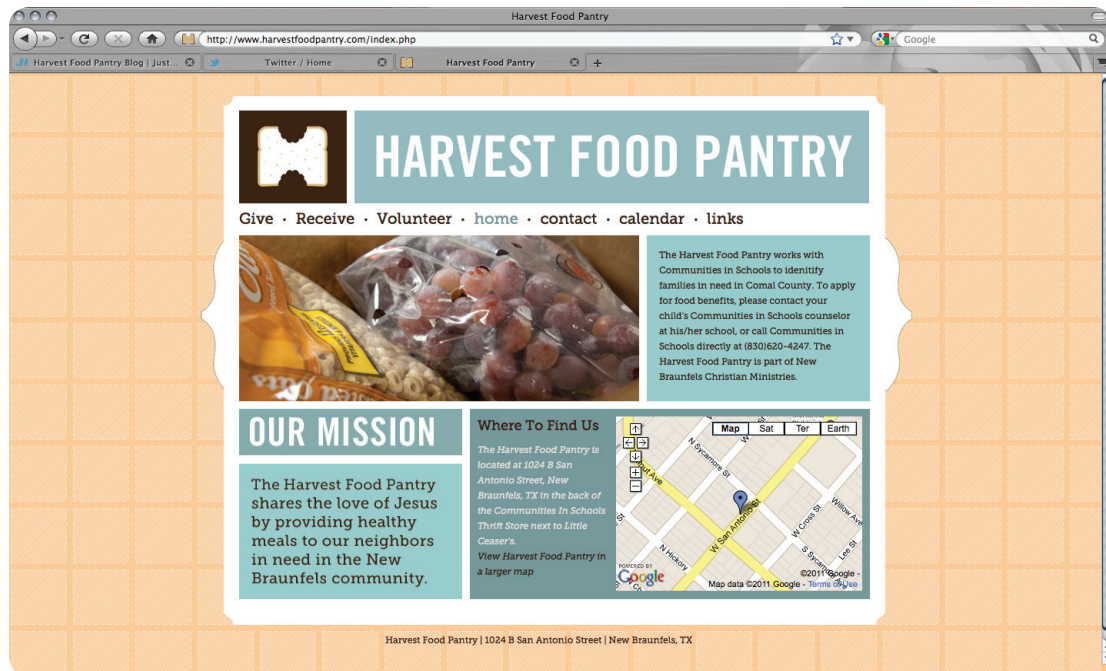 Harvest Food Pantry
http://www.harvestfoodpantry.com/index.php
Google
Harvest Food Pantry Blog | Just...
Twitter / Home
Harvest Food Pantry
HARVEST FOOD PANTRY
Give · Receive · Volunteer · home · contact · calendar · links
The Harvest Food Pantry works with
Communities in Schools to idenitify
families in need in Comal County. To apply
for food benefits, please contact your
child's Communities in Schools counselor
at his/her school, or call Communities in
Schools directly at (830)620-4247. The
Harvest Food Pantry is part of New
Braunfels Christian Ministries.
OUR MISSION
The Harvest Food Pantry
shares the love of Jesus
by providing healthy
meals to our neighbors
in need in the New
Braunfels community.
Where To Find Us
The Harvest Food Pantry is
located at 1024 B San
Antonio Street, New
Braunfels, TX in the back of
the Communities In Schools
Thrift Store next to Little
Ceaser's.
View Harvest Food Pantry in
a larger map
Map
Sat
Ter
Earth
N Sycamore St
W San Antonio St
W Cross St
Willow Ave
Lee St
S Sycamo
N Hickory
POWERED BY
Google
©2011 Google -
Map data ©2011 Google - Terms of Use
Harvest Food Pantry | 1024 B San Antonio Street | New Braunfels, TX